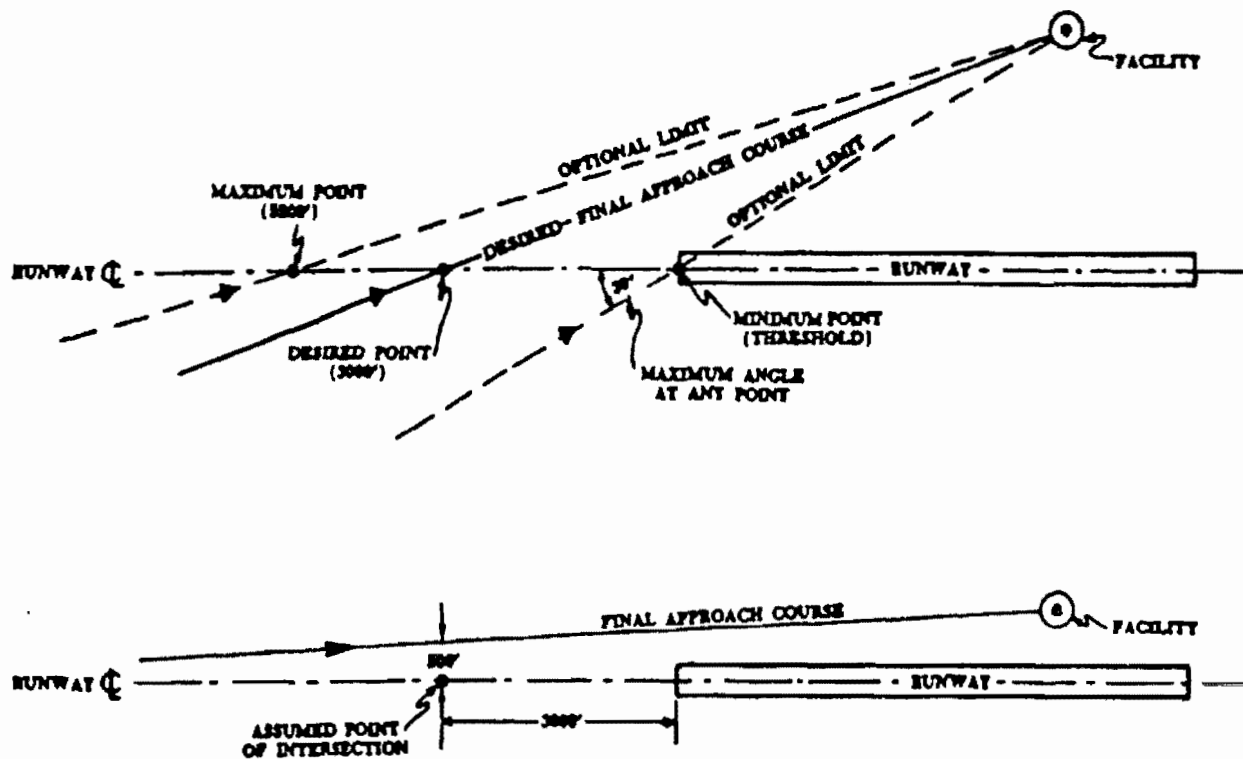 FACILITY
OPTIONAL LIMIT
DESIRED FINAL APPROACH COURSE
OPTIONAL LIMIT
MAXIMUM POINT
(5200')
RUNWAY ℄
RUNWAY
30°
DESIRED POINT
(3000')
MINIMUM POINT
(THRESHOLD)
MAXIMUM ANGLE
AT ANY POINT
FINAL APPROACH COURSE
FACILITY
500'
RUNWAY ℄
RUNWAY
3000'
ASSUMED POINT
OF INTERSECTION